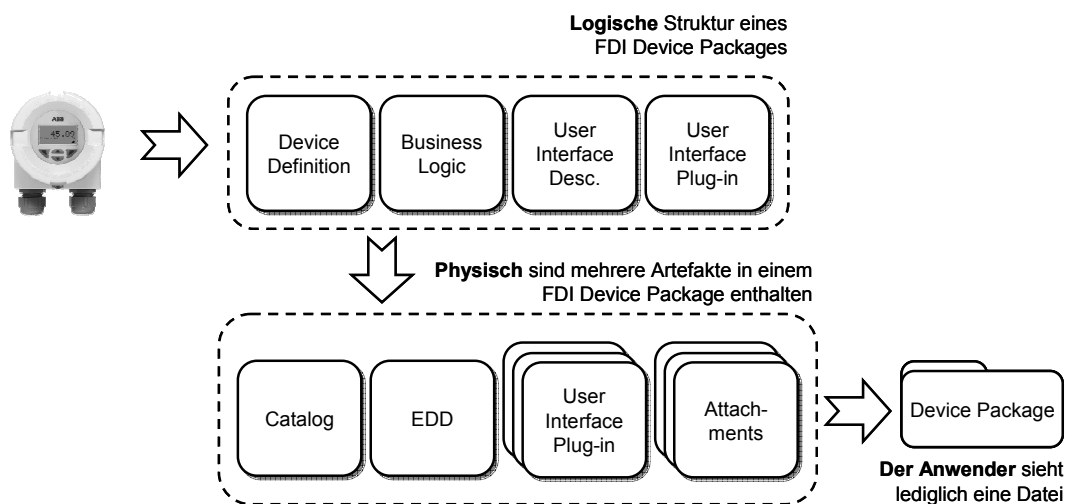 Logische Struktur eines
FDI Device Packages
ABB
45.09
Device
Definition
Business
Logic
User
Interface
Desc.
User
Interface
Plug-in
Physisch sind mehrere Artefakte in einem
FDI Device Package enthalten
Catalog
EDD
User
Interface
Plug-in
Attach-
ments
Device Package
Der Anwender sieht
lediglich eine Datei